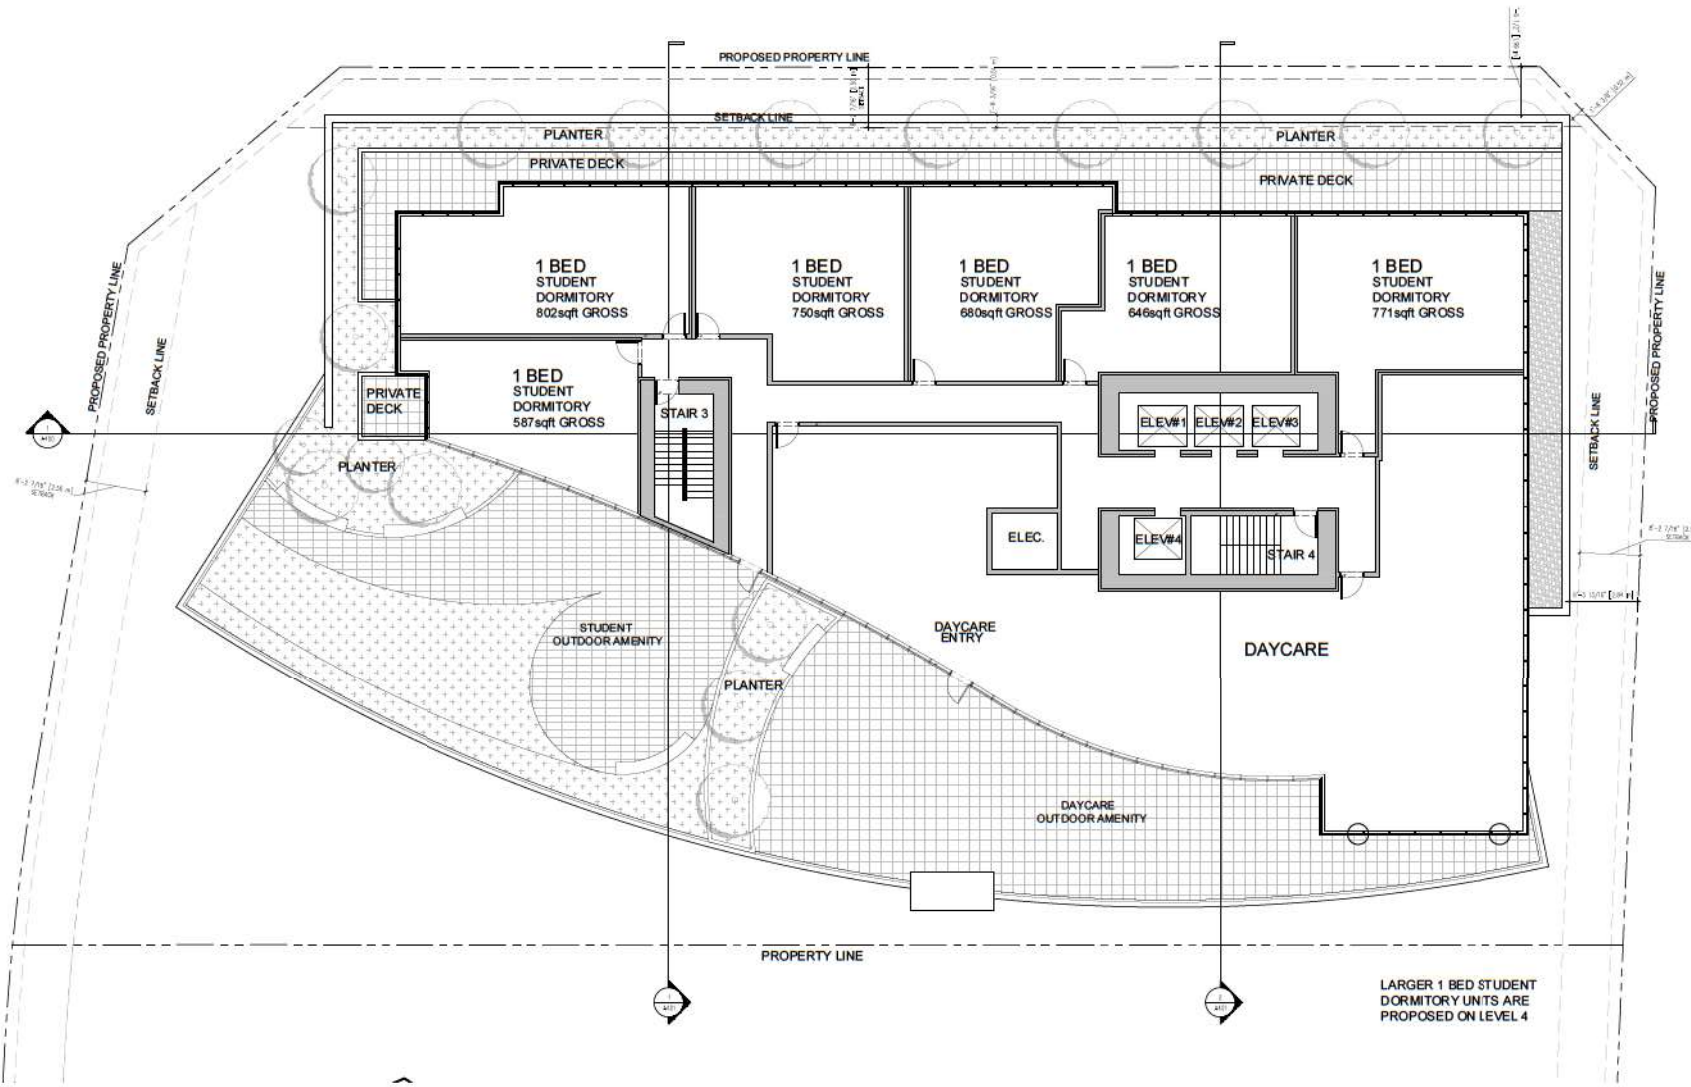 PROPOSED PROPERTY LINE
SETBACK LINE
PLANTER
PLANTER
PRIVATE DECK
PRIVATE DECK
1 BED
STUDENT
DORMITORY
802sqft GROSS
1 BED
STUDENT
DORMITORY
750sqft GROSS
1 BED
STUDENT
DORMITORY
680sqft GROSS
1 BED
STUDENT
DORMITORY
646sqft GROSS
1 BED
STUDENT
DORMITORY
771sqft GROSS
PROPOSED PROPERTY LINE
SETBACK LINE
PROPOSED PROPERTY LINE
SETBACK LINE
1 BED
STUDENT
DORMITORY
587sqft GROSS
PRIVATE
DECK
STAIR 3
ELEV#1
ELEV#2
ELEV#3
PLANTER
ELEC.
ELEV#4
STAIR 4
STUDENT
OUTDOOR AMENITY
DAYCARE
ENTRY
DAYCARE
PLANTER
DAYCARE
OUTDOOR AMENITY
PROPERTY LINE
LARGER 1 BED STUDENT
DORMITORY UNITS ARE
PROPOSED ON LEVEL 4